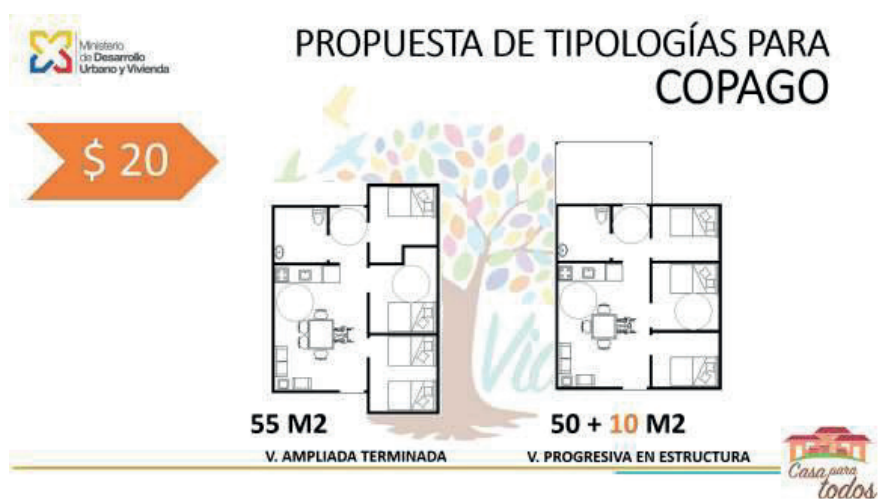 Ministerio
de Desarrollo
Urbano y Vivienda
PROPUESTA DE TIPOLOGÍAS PARA
COPAGO
$ 20
Vid
55 M2
50 + 10 M2
V. AMPLIADA TERMINADA
V. PROGRESIVA EN ESTRUCTURA
Casa para
todos